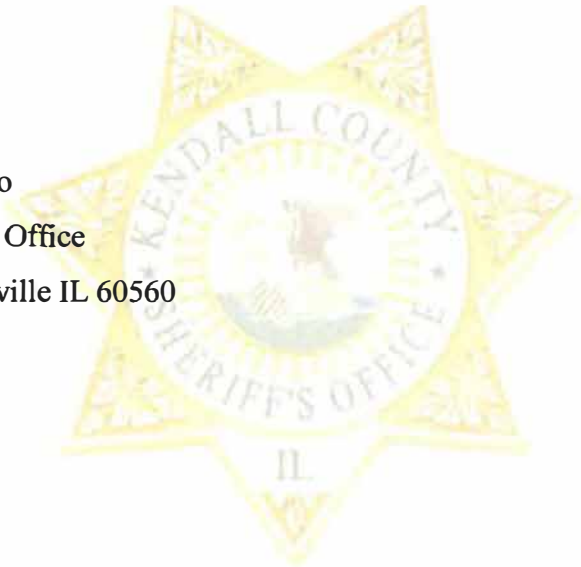 o
Office
ville IL 60560
KENDALL COUNTY
SHERIFF'S OFFICE
IL